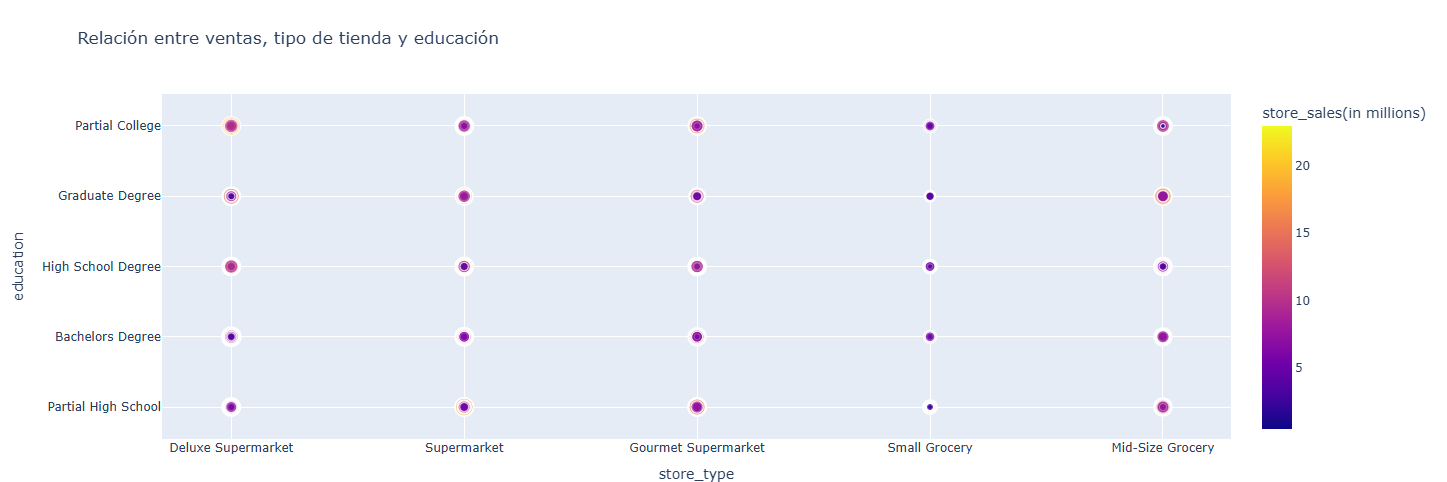 Relación entre ventas, tipo de tienda y educación
store_sales(in millions)
Partial College
Graduate Degree
High School Degree
Bachelors Degree
Partial High School
education
20
15
10
5
Deluxe Supermarket
Supermarket
Gourmet Supermarket
Small Grocery
Mid-Size Grocery
store_type